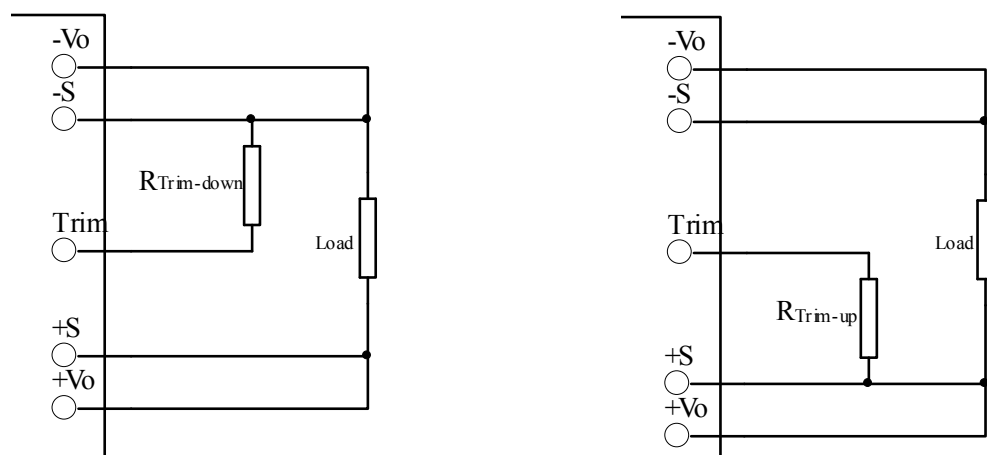 -Vo
-S
RTrim-down
Trim
Load
+S
+Vo
-Vo
-S
Trim
Load
RTrim-up
+S
+Vo